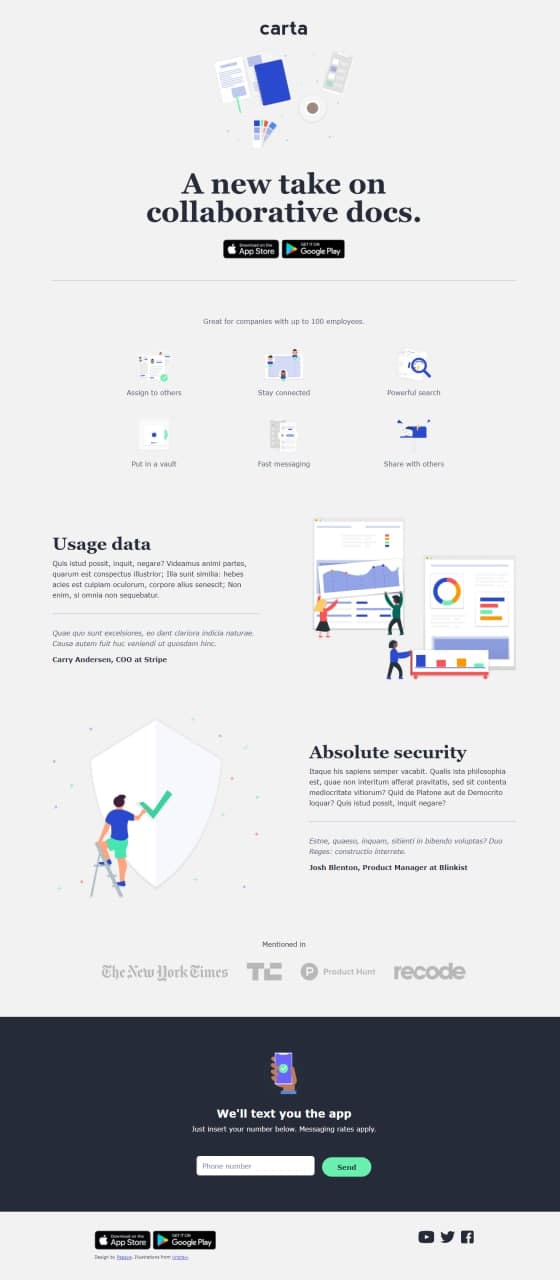 carta
A new take on
collaborative docs.
Download on the
App Store
GET IT ON
Google Play
Great for companies with up to 100 employees.
Assign to others
Stay connected
Powerful search
Put in a vault
Fast messaging
Share with others
Usage data
Quis istud possit, inquit, negare? Videamus animi partes,
quarum est conspectus illustrior; Illa sunt similia: hebes
acies est cuipiam oculorum, corpore alius senescit; Non
enim, si omnia non sequebatur.
Quae quo sunt excelsiores, eo dant clariora indicia naturae.
Causa autem fuit huc veniendi ut quosdam hinc.
Carry Andersen, COO at Stripe
Absolute security
Itaque his sapiens semper vacabit. Qualis ista philosophia
est, quae non interitum afferat pravitatis, sed sit contenta
mediocritate vitiorum? Quid de Platone aut de Democrito
loquar? Quis istud possit, inquit negare?
Estne, quaeso, inquam, sitienti in bibendo voluptas? Duo
Reges: constructio interrete.
Josh Blenton, Product Manager at Blinkist
Mentioned in
The New York Times
TC
P Product Hunt
recode
We'll text you the app
Just insert your number below. Messaging rates apply.
Phone number
Send
Download on the
App Store
GET IT ON
Google Play
Design by Illustrations from